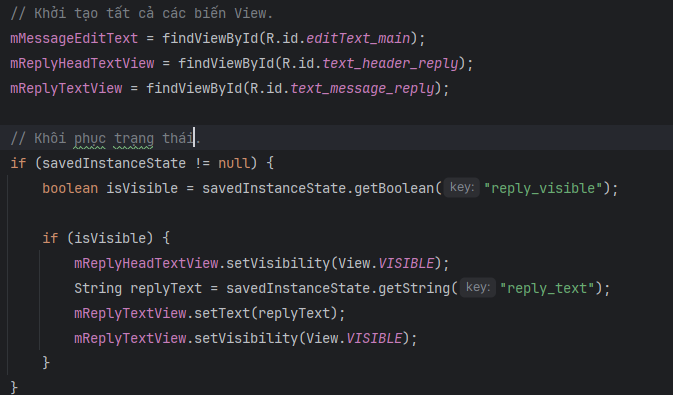 // Khởi tạo tất cả các biến View.
mMessageEditText = findViewById(R.id.editText_main);
mReplyHeadTextView = findViewById(R.id.text_header_reply);
mReplyTextView = findViewById(R.id.text_message_reply);
// Khôi phục trạng thái.
if (savedInstanceState != null) {
boolean isVisible = savedInstanceState.getBoolean( key: "reply_visible");
if (isVisible) {
mReplyHeadTextView.setVisibility(View.VISIBLE);
String replyText = savedInstanceState.getString( key: "reply_text");
mReplyTextView.setText(replyText);
mReplyTextView.setVisibility(View.VISIBLE);
}
}